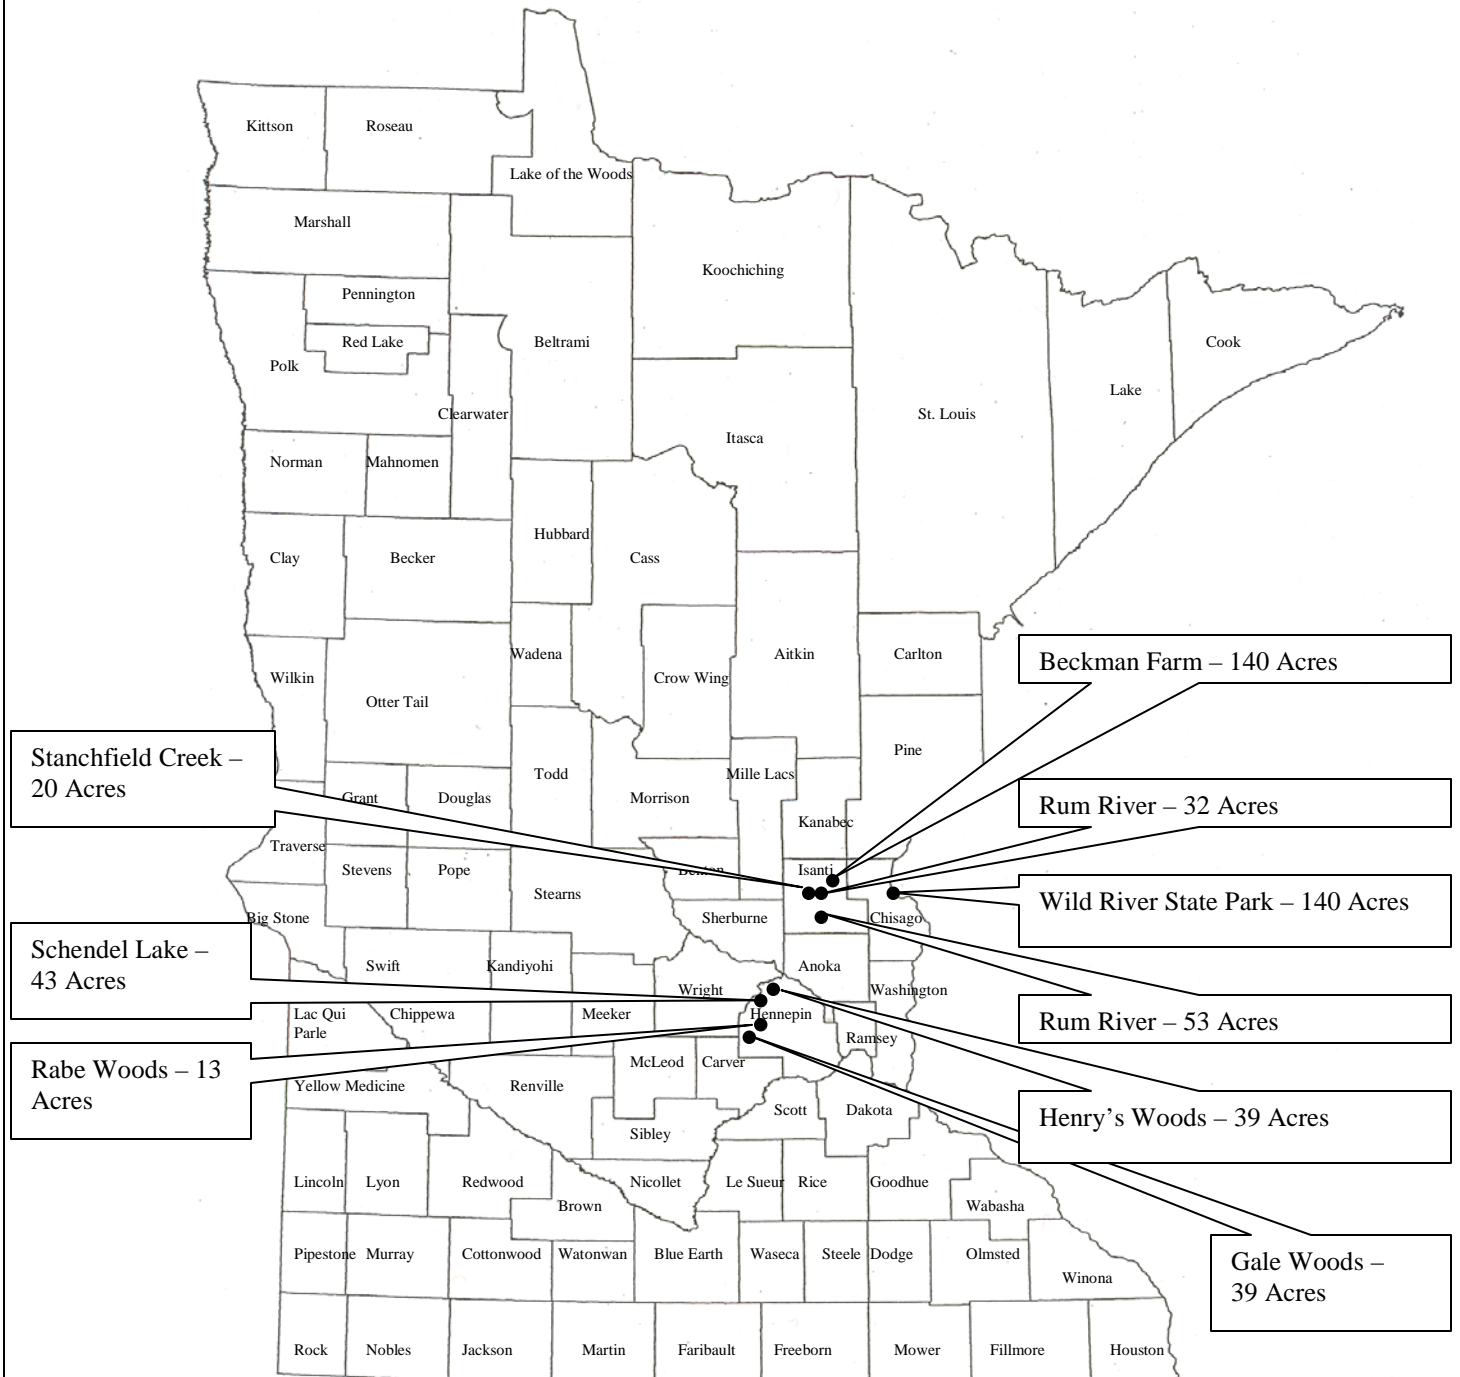 Kittson
Roseau
Lake of the Woods
Marshall
Koochiching
Pennington
Red Lake
Beltrami
Cook
Polk
Lake
Clearwater
St. Louis
Itasca
Norman
Mahnomen
Hubbard
Cass
Clay
Becker
Wadena
Aitkin
Carlton
Beckman Farm – 140 Acres
Wilkin
Crow Wing
Otter Tail
Stanchfield Creek –
20 Acres
Pine
Todd
Mille Lacs
Grant
Douglas
Morrison
Rum River – 32 Acres
Kanabec
Traverse
Stevens
Pope
Benton
Isanti
Stearns
Wild River State Park – 140 Acres
Big Stone
Sherburne
Chisago
Schendel Lake –
43 Acres
Swift
Kandiyohi
Anoka
Wright
Washington
Lac Qui
Parle
Chippewa
Meeker
Hennepin
Rum River – 53 Acres
Ramsey
Rabe Woods – 13
Acres
McLeod
Carver
Yellow Medicine
Renville
Scott
Dakota
Henry’s Woods – 39 Acres
Sibley
Lincoln
Lyon
Redwood
Nicollet
Le Sueur
Rice
Goodhue
Brown
Wabasha
Pipestone
Murray
Cottonwood
Watonwan
Blue Earth
Waseca
Steele
Dodge
Olmsted
Gale Woods –
39 Acres
Winona
Rock
Nobles
Jackson
Martin
Faribault
Freeborn
Mower
Fillmore
Houston